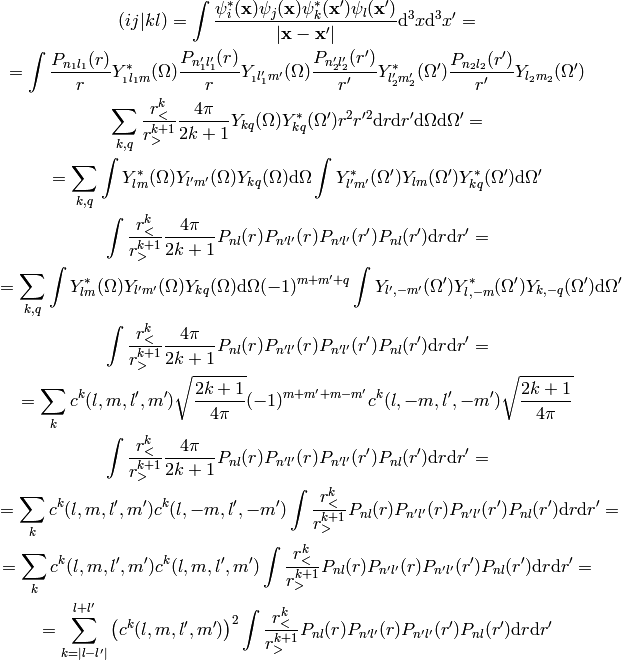 (ij|kl) = \int \frac{\psi_i^*(\mathbf{x})\psi_j(\mathbf{x})\psi_k^*(\mathbf{x}')\psi_l(\mathbf{x}')}{|\mathbf{x}-\mathbf{x}'|} \mathrm{d}^3x\mathrm{d}^3x' =
= \int \frac{P_{n_1l_1}(r)}{r} Y_{_1l_1m}^*(\Omega) \frac{P_{n_1'l_1'}(r)}{r} Y_{_1l_1'm'}(\Omega) \frac{P_{n_2'l_2'}(r')}{r'} Y_{l_2'm_2'}^*(\Omega') \frac{P_{n_2l_2}(r')}{r'} Y_{l_2m_2}(\Omega')
\sum_{k,q} \frac{r_<^k}{r_>^{k+1}} \frac{4\pi}{2k+1} Y_{kq}(\Omega) Y_{kq}^*(\Omega') r^2 r'^2 \mathrm{d}r\mathrm{d}r'\mathrm{d}\Omega\mathrm{d}\Omega' =
= \sum_{k,q} \int Y_{lm}^*(\Omega) Y_{l'm'}(\Omega) Y_{kq}(\Omega)\mathrm{d}\Omega \int Y_{l'm'}^*(\Omega') Y_{lm}(\Omega') Y_{kq}^*(\Omega')\mathrm{d}\Omega'
\int \frac{r_<^k}{r_>^{k+1}} \frac{4\pi}{2k+1} P_{nl}(r) P_{n'l'}(r) P_{n'l'}(r') P_{nl}(r')\mathrm{d}r\mathrm{d}r' =
= \sum_{k,q} \int Y_{lm}^*(\Omega) Y_{l'm'}(\Omega) Y_{kq}(\Omega)\mathrm{d}\Omega(-1)^{m+m'+q} \int Y_{l',-m'}(\Omega') Y_{l,-m}^*(\Omega') Y_{k,-q}(\Omega')\mathrm{d}\Omega'
\int \frac{r_<^k}{r_>^{k+1}} \frac{4\pi}{2k+1} P_{nl}(r) P_{n'l'}(r) P_{n'l'}(r') P_{nl}(r')\mathrm{d}r\mathrm{d}r' =
= \sum_k c^k(l,m,l',m') \sqrt{\frac{2k+1}{4\pi}} (-1)^{m+m'+m-m'} c^k(l,-m,l',-m') \sqrt{\frac{2k+1}{4\pi}}
\int \frac{r_<^k}{r_>^{k+1}} \frac{4\pi}{2k+1} P_{nl}(r) P_{n'l'}(r) P_{n'l'}(r') P_{nl}(r')\mathrm{d}r\mathrm{d}r' =
= \sum_k c^k(l,m,l',m') c^k(l,-m,l',-m') \int \frac{r_<^k}{r_>^{k+1}} P_{nl}(r) P_{n'l'}(r) P_{n'l'}(r') P_{nl}(r')\mathrm{d}r\mathrm{d}r' =
= \sum_k c^k(l,m,l',m') c^k(l,m,l',m') \int \frac{r_<^k}{r_>^{k+1}} P_{nl}(r) P_{n'l'}(r) P_{n'l'}(r') P_{nl}(r')\mathrm{d}r\mathrm{d}r' =
= \sum_{k=|l-l'|}^{l+l'} \left(c^k(l,m,l',m')\right)^2 \int \frac{r_<^k}{r_>^{k+1}} P_{nl}(r) P_{n'l'}(r) P_{n'l'}(r') P_{nl}(r')\mathrm{d}r\mathrm{d}r'